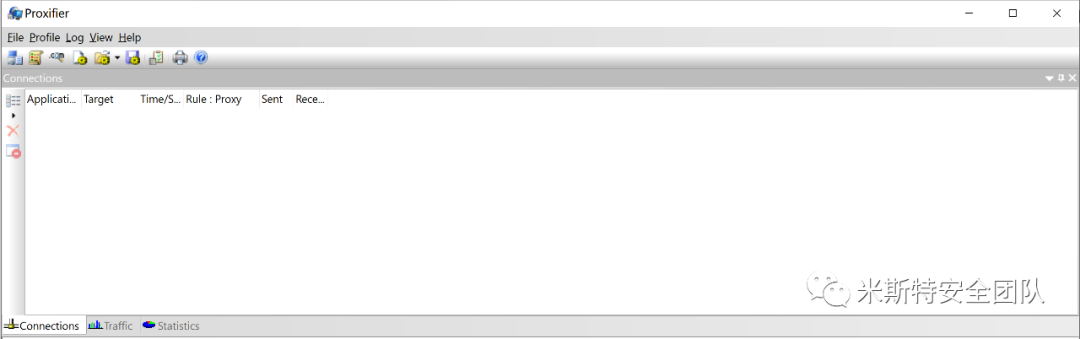 Proxifier
File Profile Log View Help
Connections
Applicati... Target Time/S... Rule : Proxy Sent Rece...
米斯特安全团队
Connections Traffic Statistics